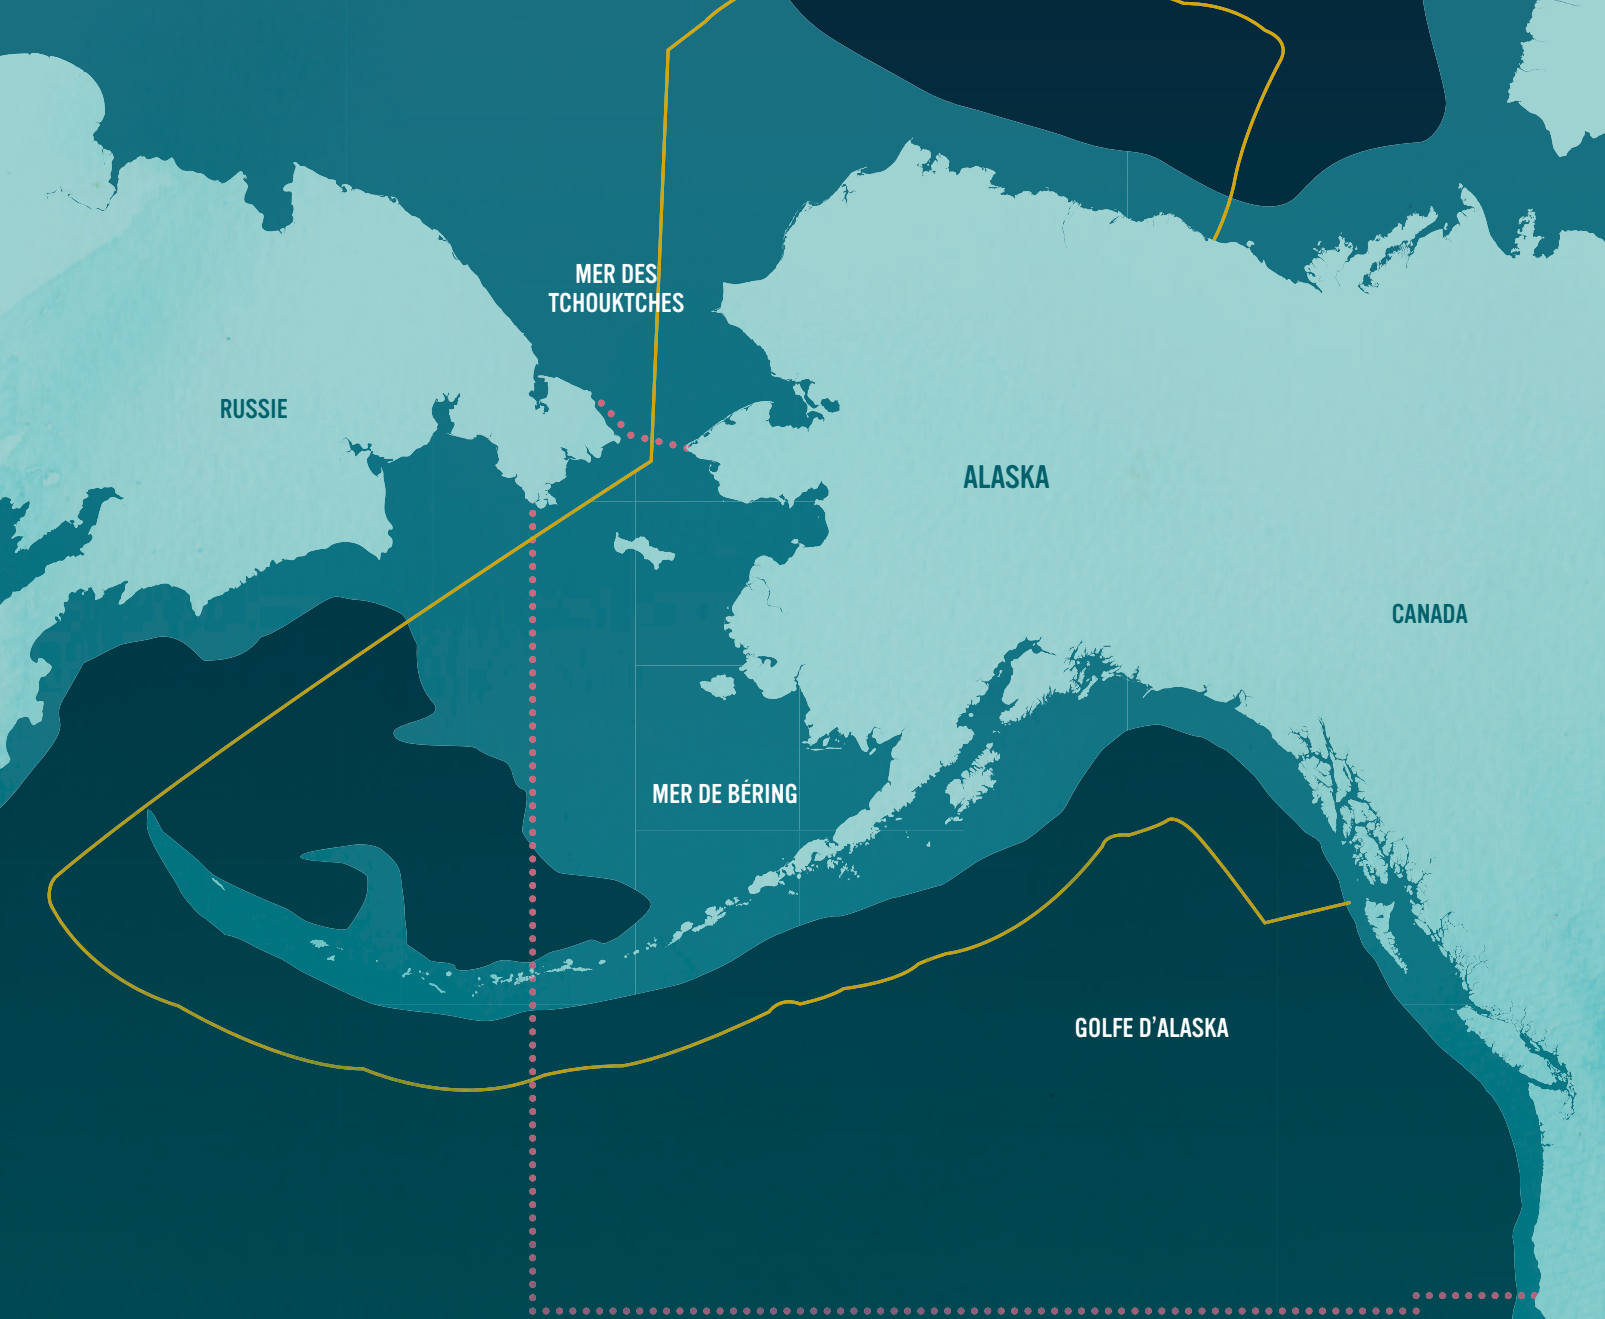 MER DES
TCHOUKTCHES
RUSSIE
ALASKA
CANADA
MER DE BÉRING
GOLFE D’ALASKA